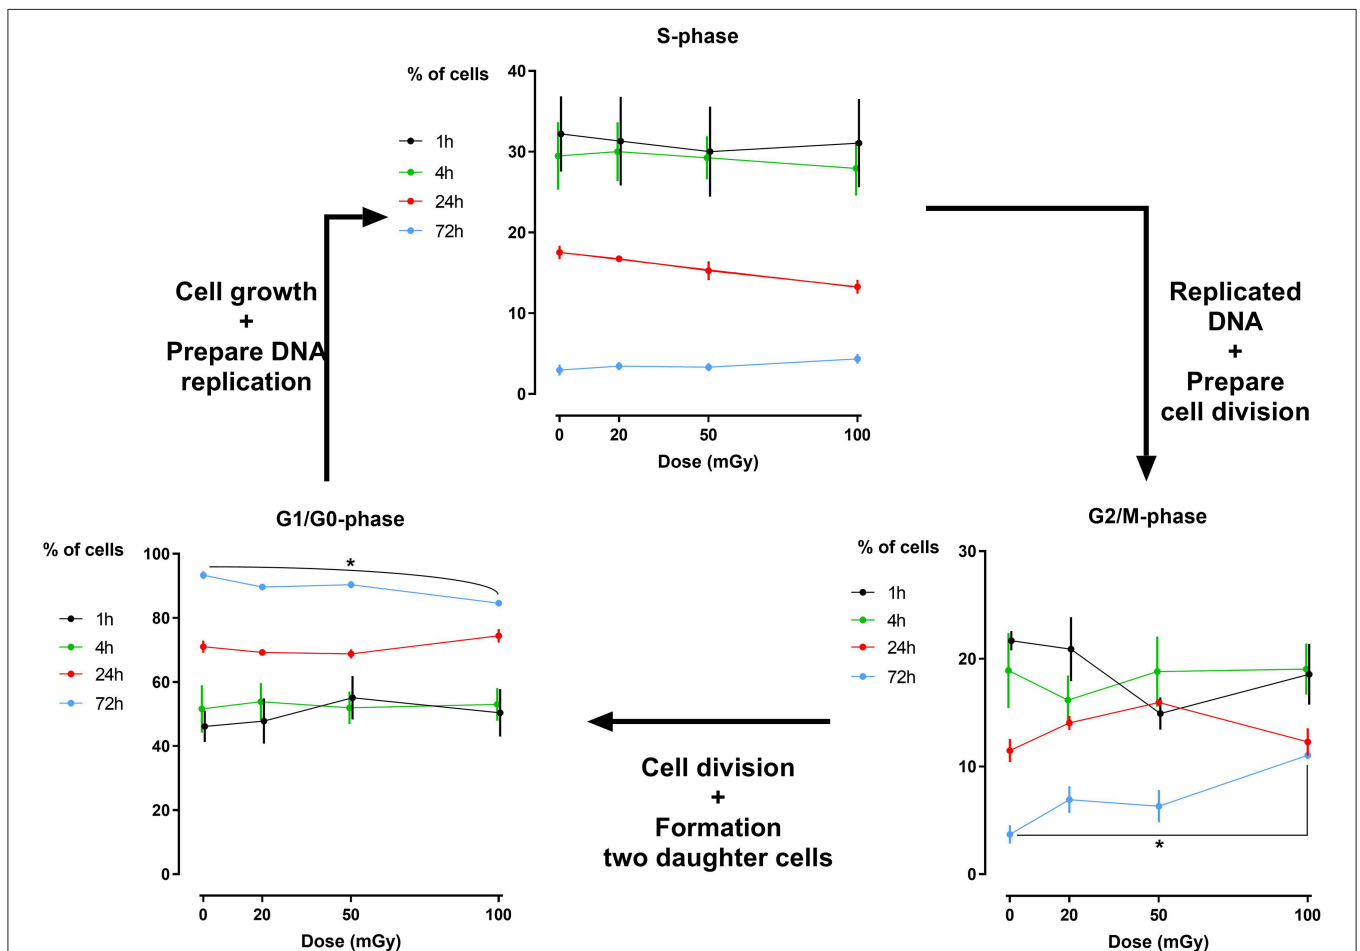 S-phase
% of cells
1h
4h
24h
72h
40
30
20
10
0
0 20 50 100
Dose (mGy)
Cell growth
+
Prepare DNA
replication
Replicated
DNA
+
Prepare
cell division
G1/G0-phase
% of cells
1h
4h
24h
72h
100
80
60
40
20
0
*
0 20 50 100
Dose (mGy)
Cell division
+
Formation
two daughter cells
G2/M-phase
% of cells
1h
4h
24h
72h
30
20
10
0
*
0 20 50 100
Dose (mGy)